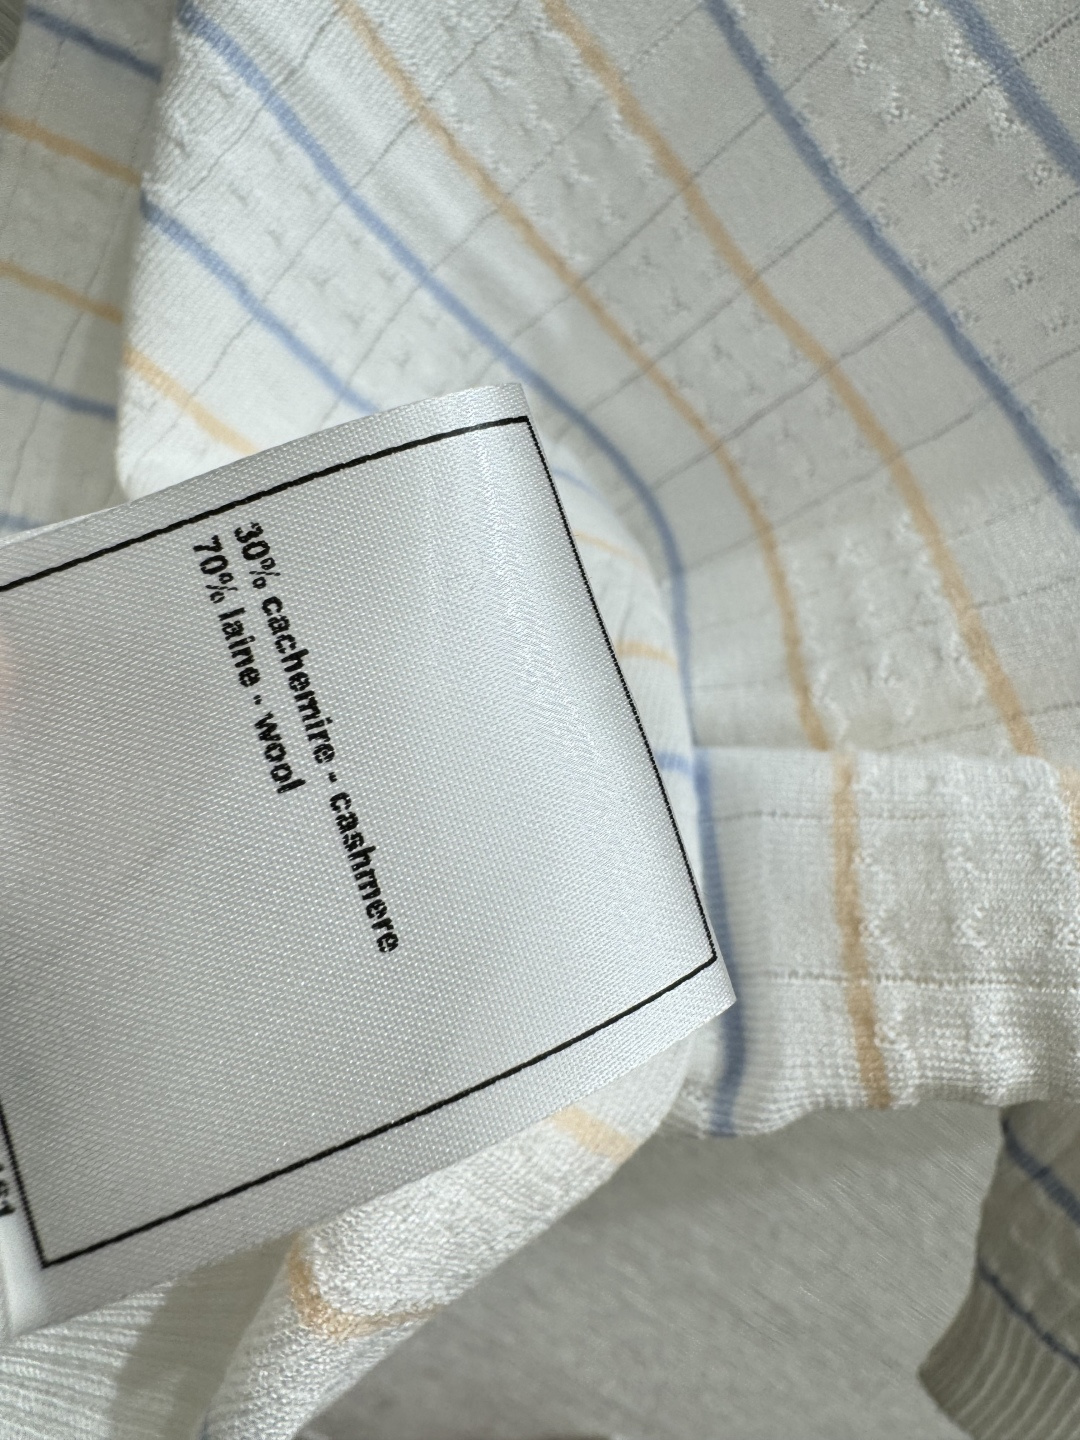 30% cachemire - cashmere
70% laine - wool